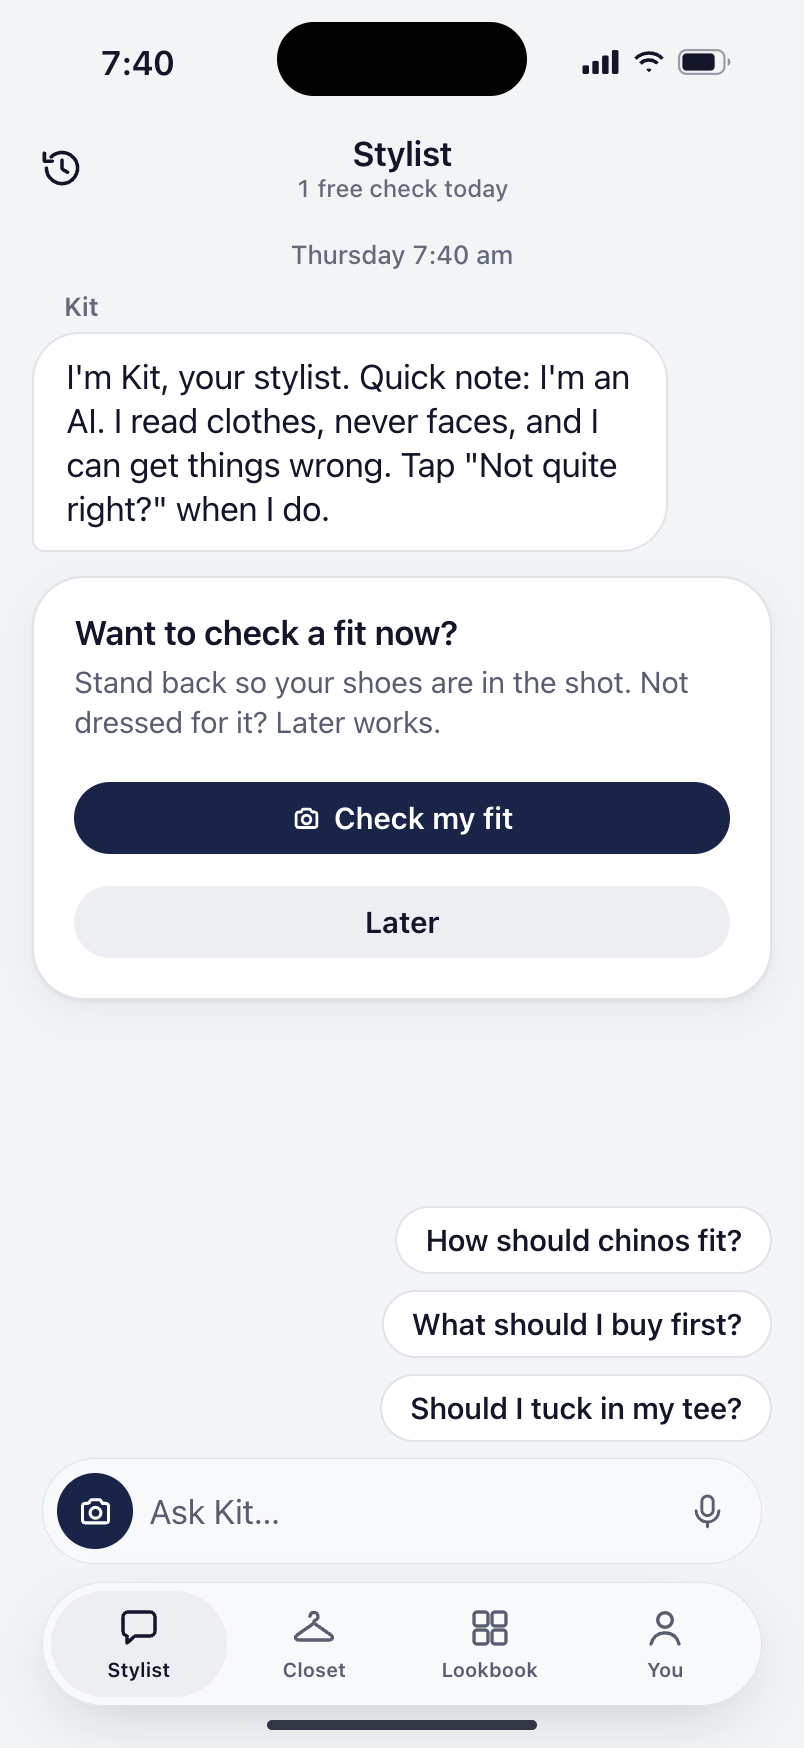 7:40
Stylist
1 free check today
Thursday 7:40 am
Kit
I'm Kit, your stylist. Quick note: I'm an
AI. I read clothes, never faces, and I
can get things wrong. Tap "Not quite
right?" when I do.
Want to check a fit now?
Stand back so your shoes are in the shot. Not
dressed for it? Later works.
Check my fit
Later
How should chinos fit?
What should I buy first?
Should I tuck in my tee?
Ask Kit...
Stylist
Closet
Lookbook
You